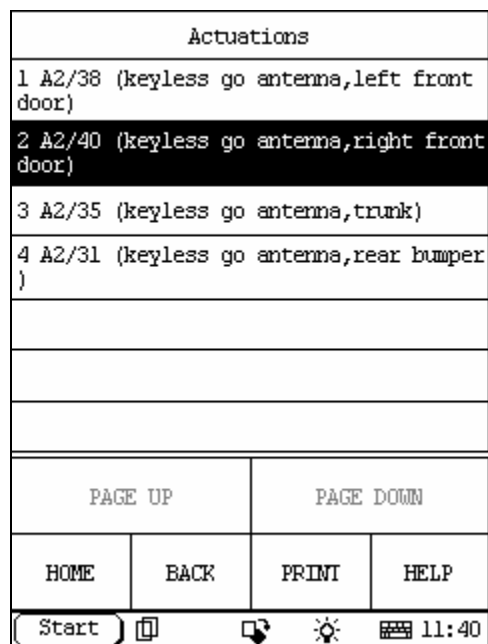 Actuations
1 A2/38 (keyless go antenna,left front
door)
2 A2/40 (keyless go antenna,right front
door)
3 A2/35 (keyless go antenna,trunk)
4 A2/31 (keyless go antenna,rear bumper
)
PAGE UP PAGE DOWN
HOME BACK PRINT HELP
Start 11:40